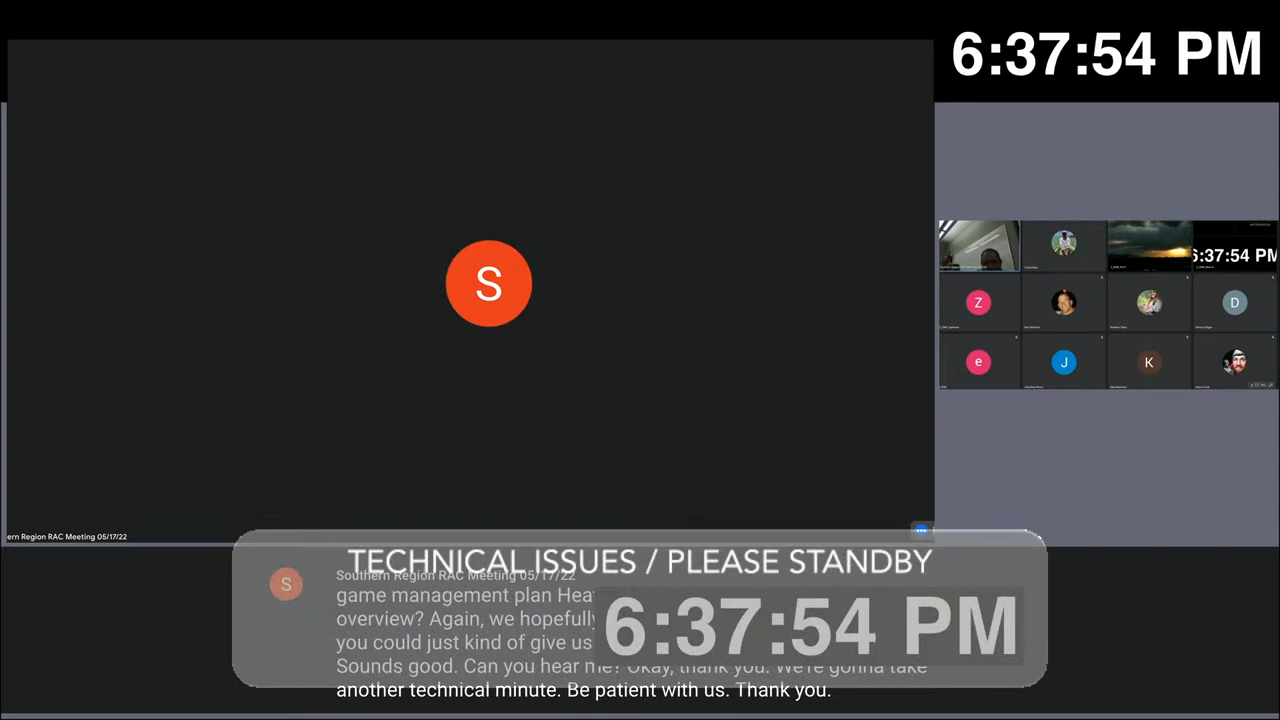 6:37:54 PM
S
6:37:54 PM
Z
D
e
J
K
ern Region RAC Meeting 05/17/22
TECHNICAL ISSUES / PLEASE STANDBY
S
Southern Region RAC Meeting 05/17/22
game management plan Hea
overview? Again, we hopefully
6:37:54 PM
you could just kind of give us
Sounds good. Can you hear me? Okay, thank you. We're gonna take
another technical minute. Be patient with us. Thank you.